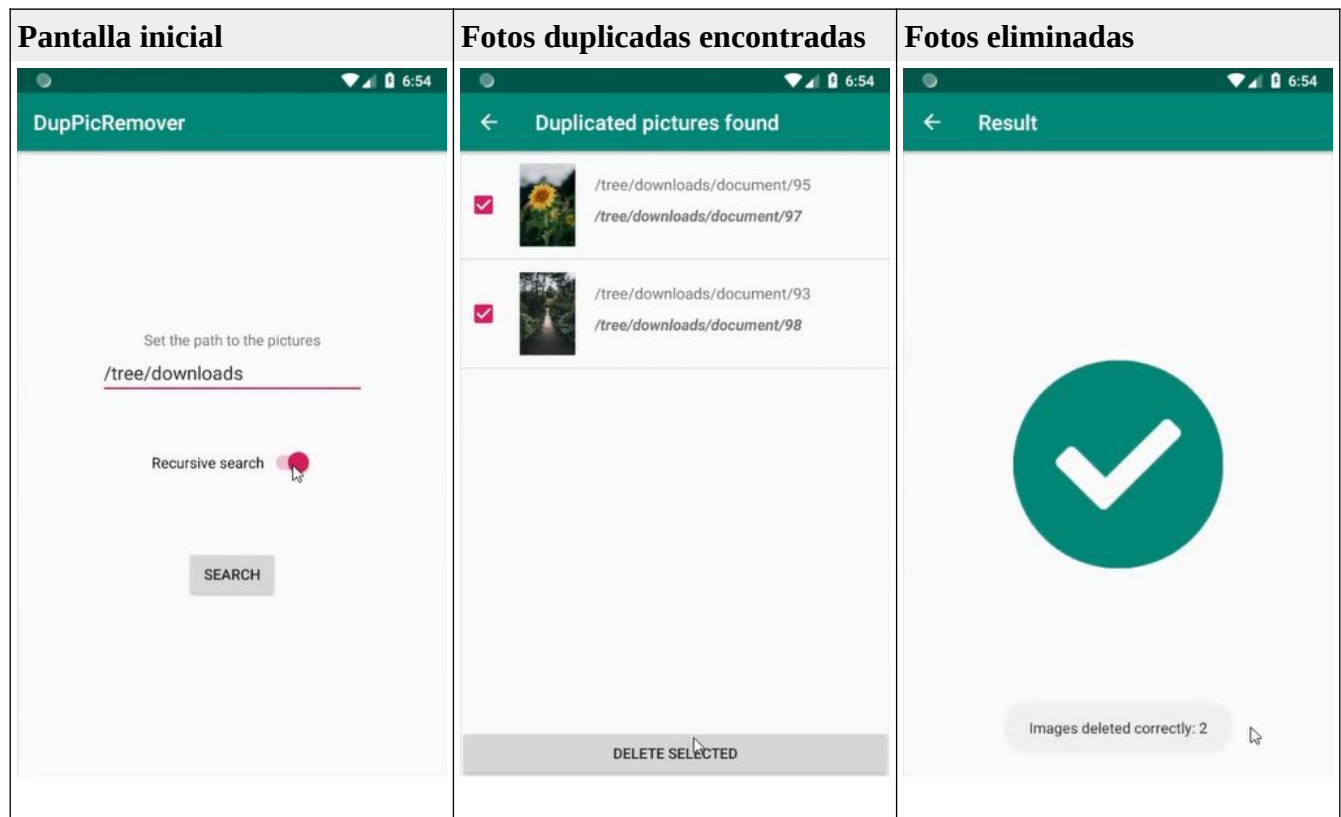 Pantalla inicial
6:54
DupPicRemover
Set the path to the pictures
/tree/downloads
Recursive search
SEARCH
Fotos duplicadas encontradas
6:54
Duplicated pictures found
/tree/downloads/document/95
/tree/downloads/document/97
/tree/downloads/document/93
/tree/downloads/document/98
DELETE SELECTED
Fotos eliminadas
6:54
Result
Images deleted correctly: 2